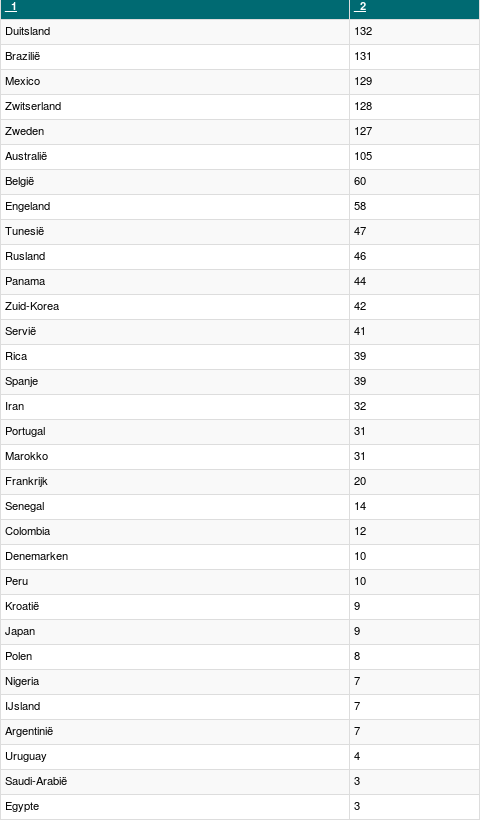 _1 _2
Duitsland 132
Brazilië 131
Mexico 129
Zwitserland 128
Zweden 127
Australië 105
België 60
Engeland 58
Tunesië 47
Rusland 46
Panama 44
Zuid-Korea 42
Servië 41
Rica 39
Spanje 39
Iran 32
Portugal 31
Marokko 31
Frankrijk 20
Senegal 14
Colombia 12
Denemarken 10
Peru 10
Kroatië 9
Japan 9
Polen 8
Nigeria 7
IJsland 7
Argentinië 7
Uruguay 4
Saudi-Arabië 3
Egypte 3